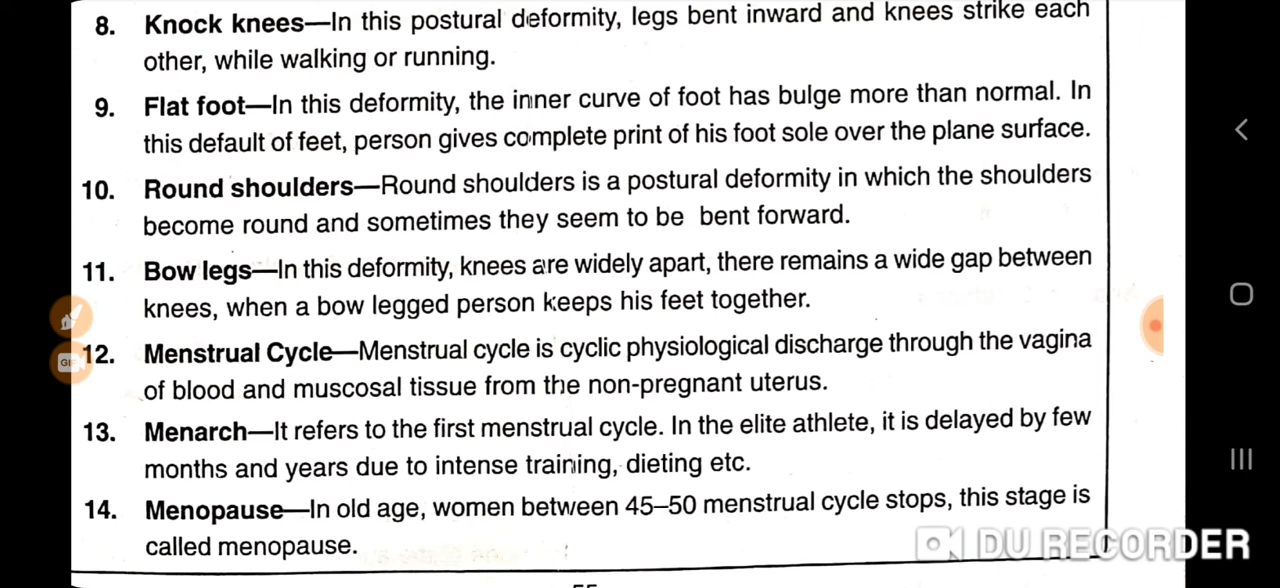 8. Knock knees—In this postural deformity, legs bent inward and knees strike each
other, while walking or running.
9. Flat foot—In this deformity, the inner curve of foot has bulge more than normal. In
this default of feet, person gives complete print of his foot sole over the plane surface.
10. Round shoulders—Round shoulders is a postural deformity in which the shoulders
become round and sometimes they seem to be bent forward.
11. Bow legs—In this deformity, knees are widely apart, there remains a wide gap between
knees, when a bow legged person keeps his feet together.
12. Menstrual Cycle—Menstrual cycle is cyclic physiological discharge through the vagina
of blood and muscosal tissue from the non-pregnant uterus.
13. Menarch—It refers to the first menstrual cycle. In the elite athlete, it is delayed by few
months and years due to intense training, dieting etc.
14. Menopause—In old age, women between 45–50 menstrual cycle stops, this stage is
called menopause.
GIF
DU RECORDER